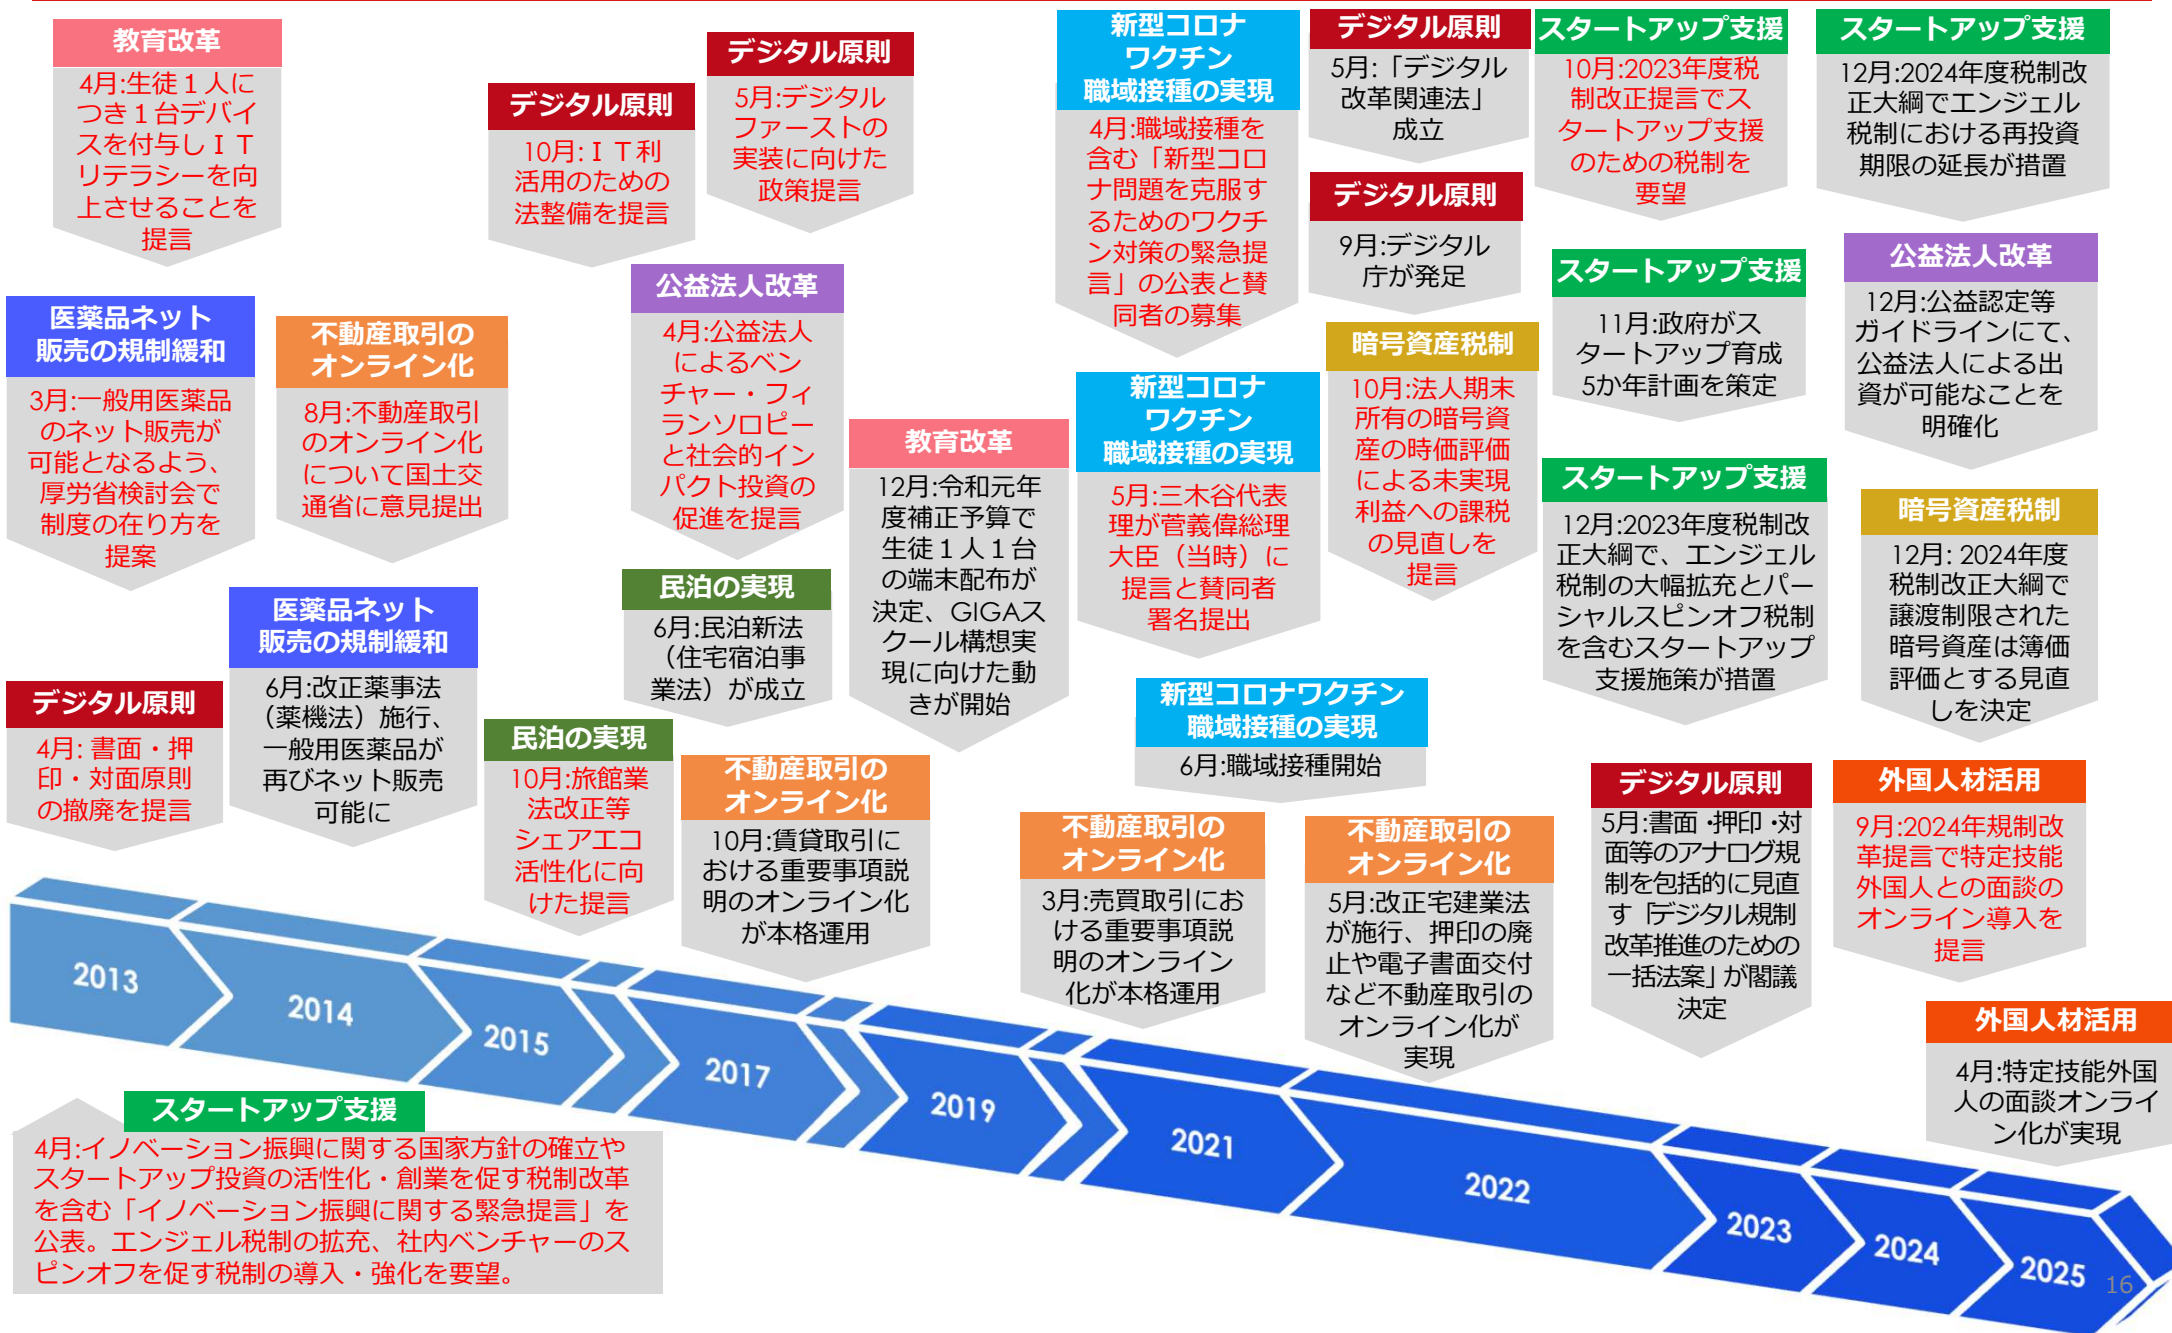 教育改革
4月:生徒１人に
つき１台デバイ
スを付与しＩＴ
リテラシーを向
上させることを
提言
医薬品ネット
販売の規制緩和
3月:一般用医薬品
のネット販売が
可能となるよう、
厚労省検討会で
制度の在り方を
提案
デジタル原則
4月: 書面・押
印・対面原則
の撤廃を提言
不動産取引の
オンライン化
8月:不動産取引
のオンライン化
について国土交
通省に意見提出
医薬品ネット
販売の規制緩和
6月:改正薬事法
（薬機法）施行、
一般用医薬品が
再びネット販売
可能に
デジタル原則
10月:ＩＴ利
活用のための
法整備を提言
民泊の実現
10月:旅館業
法改正等
シェアエコ
活性化に向
けた提言
デジタル原則
5月:デジタル
ファーストの
実装に向けた
政策提言
公益法人改革
4月:公益法人
によるベン
チャー・フィ
ランソロピー
と社会的イン
パクト投資の
促進を提言
民泊の実現
6月:民泊新法
（住宅宿泊事
業法）が成立
不動産取引の
オンライン化
10月:賃貸取引に
おける重要事項説
明のオンライン化
が本格運用
教育改革
12月:令和元年
度補正予算で
生徒１人１台
の端末配布が
決定、GIGAス
クール構想実
現に向けた動
きが開始
新型コロナ
ワクチン
職域接種の実現
4月:職域接種を
含む「新型コロ
ナ問題を克服す
るためのワクチ
ン対策の緊急提
言」の公表と賛
同者の募集
新型コロナ
ワクチン
職域接種の実現
5月:三木谷代表
理が菅義偉総理
大臣（当時）に
提言と賛同者
署名提出
新型コロナワクチン
職域接種の実現
6月:職域接種開始
不動産取引の
オンライン化
3月:売買取引にお
ける重要事項説
明のオンライン
化が本格運用
デジタル原則
5月:「デジタル
改革関連法」
成立
デジタル原則
9月:デジタル
庁が発足
暗号資産税制
10月:法人期末
所有の暗号資
産の時価評価
による未実現
利益への課税
の見直しを
提言
不動産取引の
オンライン化
5月:改正宅建業法
が施行、押印の廃
止や電子書面交付
など不動産取引の
オンライン化が
実現
スタートアップ支援
10月:2023年度税
制改正提言でス
タートアップ支援
のための税制を
要望
スタートアップ支援
11月:政府がス
タートアップ育成
5か年計画を策定
スタートアップ支援
12月:2023年度税制改
正大綱で、エンジェル
税制の大幅拡充とパー
シャルスピンオフ税制
を含むスタートアップ
支援施策が措置
デジタル原則
5月:書面・押印・対
面等のアナログ規
制を包括的に見直
す「デジタル規制
改革推進のための
一括法案」が閣議
決定
スタートアップ支援
12月:2024年度税制改
正大綱でエンジェル
税制における再投資
期限の延長が措置
公益法人改革
12月:公益認定等
ガイドラインにて、
公益法人による出
資が可能なことを
明確化
暗号資産税制
12月: 2024年度
税制改正大綱で
譲渡制限された
暗号資産は簿価
評価とする見直
しを決定
外国人材活用
9月:2024年規制改
革提言で特定技能
外国人との面談の
オンライン導入を
提言
外国人材活用
4月:特定技能外国
人の面談オンライ
ン化が実現
2013
2014
2015
2017
2019
2021
2022
2023
2024
2025
スタートアップ支援
4月:イノベーション振興に関する国家方針の確立や
スタートアップ投資の活性化・創業を促す税制改革
を含む「イノベーション振興に関する緊急提言」を
公表。エンジェル税制の拡充、社内ベンチャーのス
ピンオフを促す税制の導入・強化を要望。
16